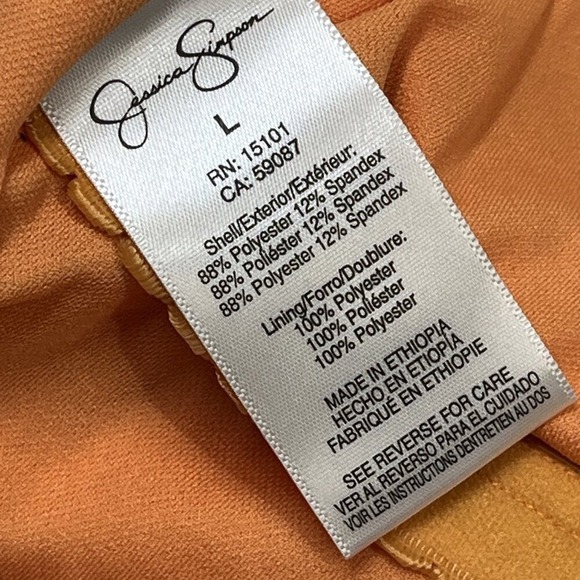 Jessica Simpson
L
RN: 15101
CA: 59087
Shell/Exterior/Extérieur:
88% Polyester 12% Spandex
88% Poliéster 12% Spandex
88% Polyester 12% Spandex
Lining/Forro/Doublure:
100% Polyester
100% Poliéster
100% Polyester
MADE IN ETHIOPIA
HECHO EN ETIOPÍA
FABRIQUÉ EN ETHIOPIE
SEE REVERSE FOR CARE
VER AL REVERSO PARA EL CUIDADO
VOIR LES INSTRUCTIONS D'ENTRETIEN AU DOS